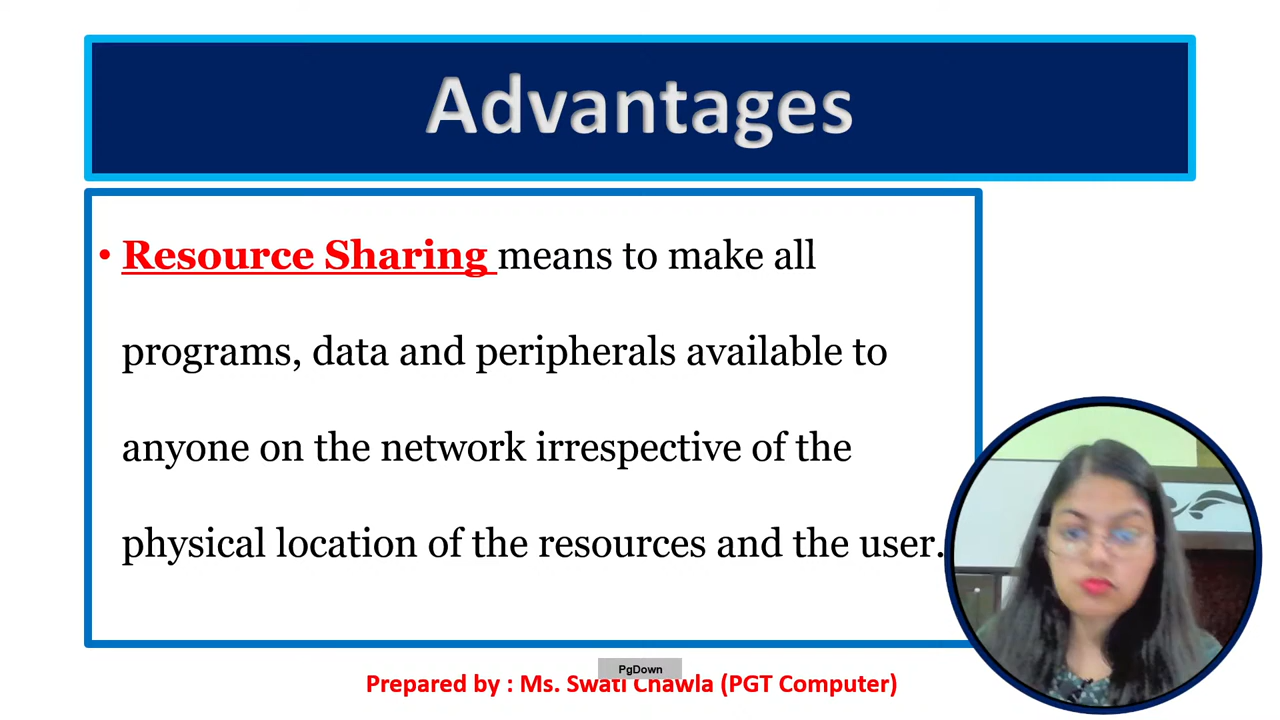 Advantages
• Resource Sharing means to make all
programs, data and peripherals available to
anyone on the network irrespective of the
physical location of the resources and the user.
PgDown
Prepared by : Ms. Swati Chawla (PGT Computer)